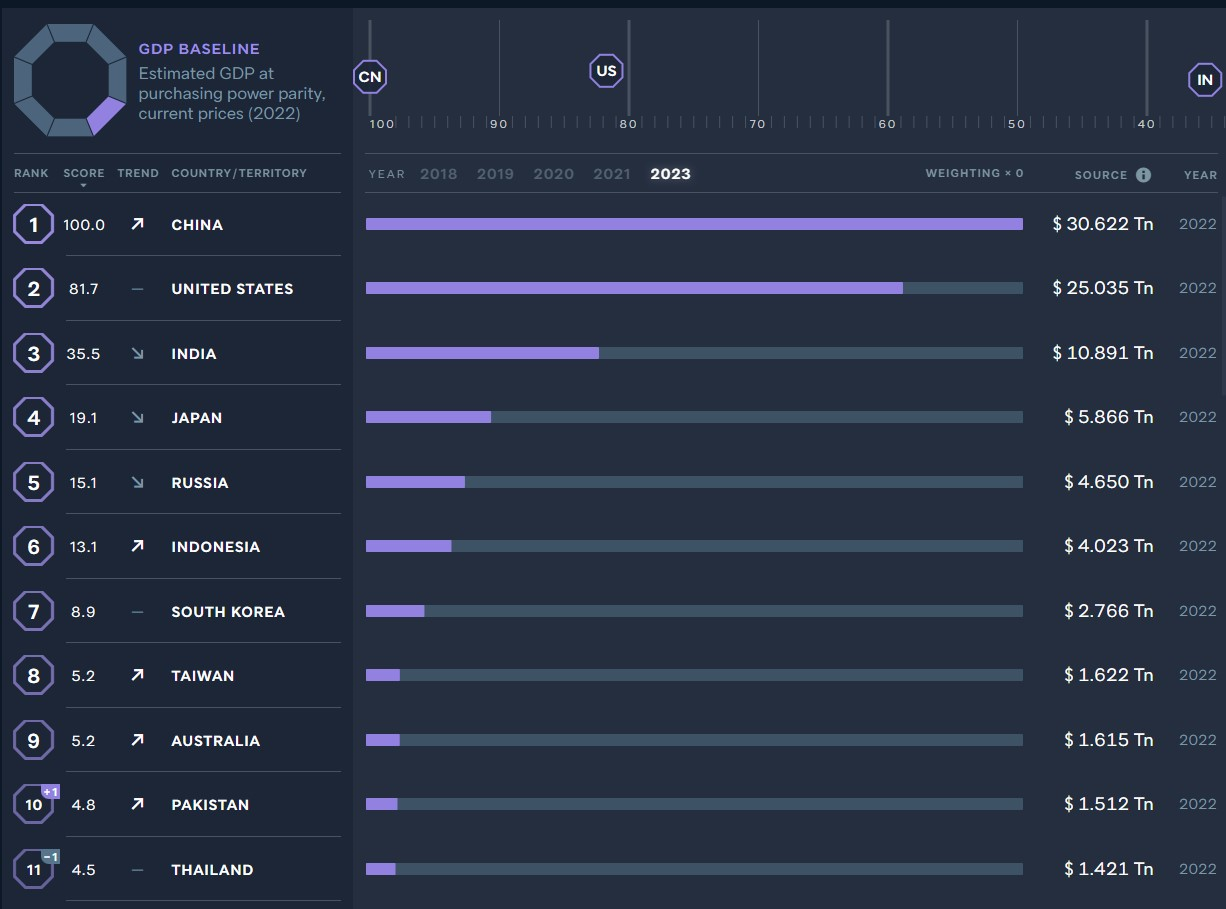 GDP BASELINE
Estimated GDP at
purchasing power parity,
current prices (2022)
CN
US
IN
100 90 80 70 60 50 40
RANK SCORE TREND COUNTRY/TERRITORY
YEAR 2018 2019 2020 2021 2023 WEIGHTING × 0 SOURCE i YEAR
1 100.0 ↗ CHINA $ 30.622 Tn 2022
2 81.7 — UNITED STATES $ 25.035 Tn 2022
3 35.5 ↘ INDIA $ 10.891 Tn 2022
4 19.1 ↘ JAPAN $ 5.866 Tn 2022
5 15.1 ↘ RUSSIA $ 4.650 Tn 2022
6 13.1 ↗ INDONESIA $ 4.023 Tn 2022
7 8.9 — SOUTH KOREA $ 2.766 Tn 2022
8 5.2 ↗ TAIWAN $ 1.622 Tn 2022
9 5.2 ↗ AUSTRALIA $ 1.615 Tn 2022
10 +1 4.8 ↗ PAKISTAN $ 1.512 Tn 2022
11 −1 4.5 — THAILAND $ 1.421 Tn 2022